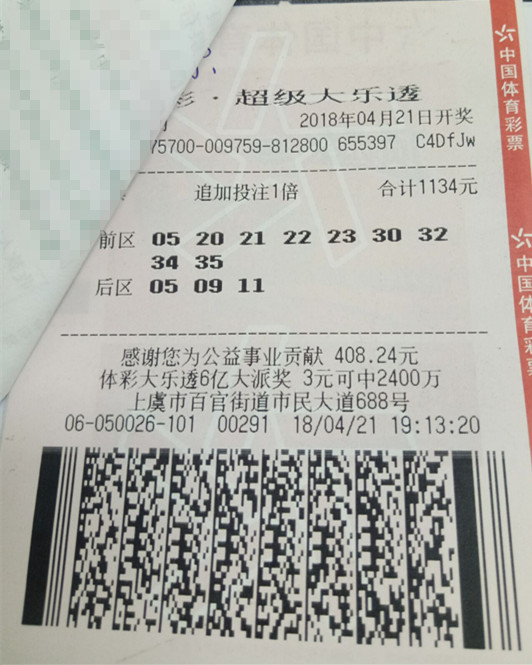 彩·超级大乐透
2018年04月21日开奖
75700-009759-812800 655397 C4DfJw
追加投注1倍 合计1134元
前区 05 20 21 22 23 30 32
34 35
后区 05 09 11
感谢您为公益事业贡献 408.24元
体彩大乐透6亿大派奖 3元可中2400万
上虞市百官街道市民大道688号
06-050026-101 00291 18/04/21 19:13:20
中国体育彩票
中国体育彩